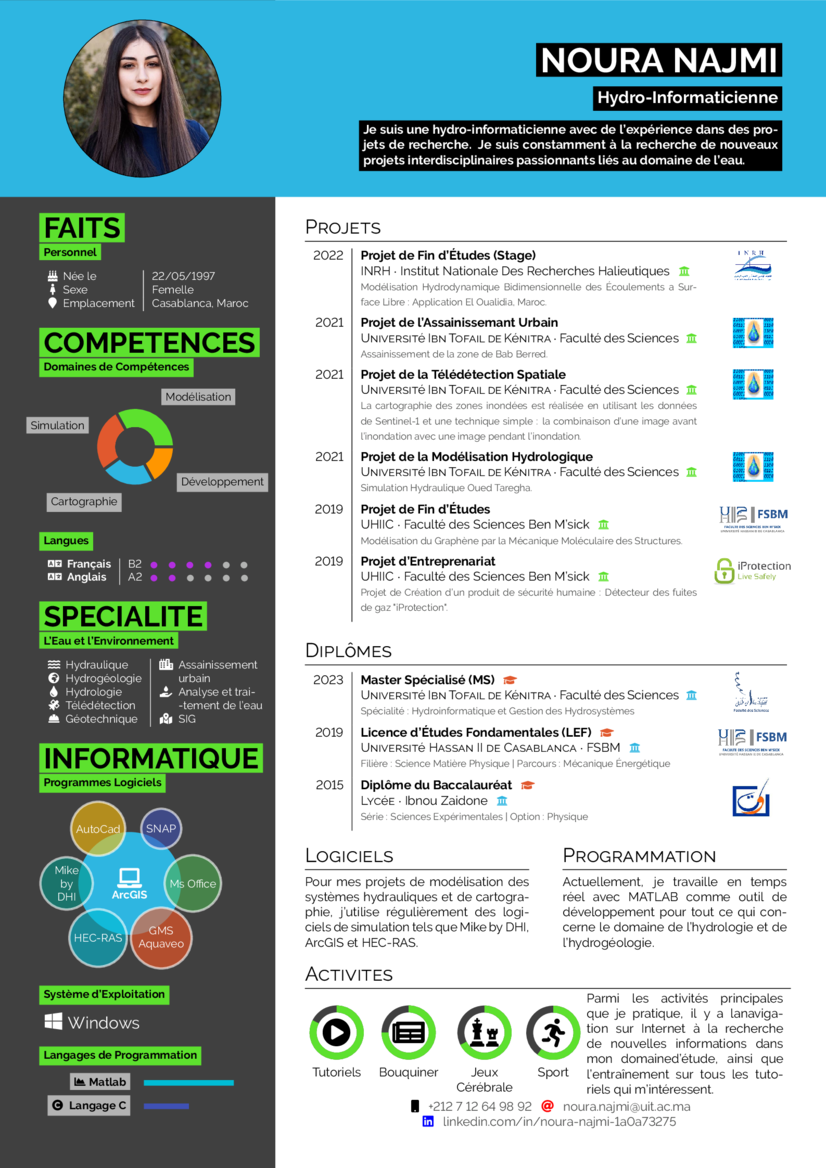 NOURA NAJMI
Hydro-Informaticienne
Je suis une hydro-informaticienne avec de l'expérience dans des pro-
jets de recherche. Je suis constamment à la recherche de nouveaux
projets interdisciplinaires passionnants liés au domaine de l'eau.
FAITS
Personnel
Née le 22/05/1997
Sexe Femelle
Emplacement Casablanca, Maroc
COMPETENCES
Domaines de Compétences
Modélisation
Simulation
Développement
Cartographie
Langues
Français B2
Anglais A2
SPECIALITE
L'Eau et l'Environnement
Hydraulique
Hydrogéologie
Hydrologie
Télédétection
Géotechnique
Assainissement
urbain
Analyse et trai-
-tement de l'eau
SIG
INFORMATIQUE
Programmes Logiciels
AutoCad
SNAP
Mike
by
DHI
ArcGIS
Ms Office
HEC-RAS
GMS
Aquaveo
Système d'Exploitation
Windows
Langages de Programmation
Matlab
Langage C
PROJETS
2022 Projet de Fin d'Études (Stage)
INRH · Institut Nationale Des Recherches Halieutiques
Modélisation Hydrodynamique Bidimensionnelle des Écoulements a Sur-
face Libre : Application El Oualidia, Maroc.
INRH
2021 Projet de l'Assainissemant Urbain
UNIVERSITÉ IBN TOFAIL DE KÉNITRA · Faculté des Sciences
Assainissement de la zone de Bab Berred.
2021 Projet de la Télédétection Spatiale
UNIVERSITÉ IBN TOFAIL DE KÉNITRA · Faculté des Sciences
La cartographie des zones inondées est réalisée en utilisant les données
de Sentinel-1 et une technique simple : la combinaison d'une image avant
l'inondation avec une image pendant l'inondation.
2021 Projet de la Modélisation Hydrologique
UNIVERSITÉ IBN TOFAIL DE KÉNITRA · Faculté des Sciences
Simulation Hydraulique Oued Taregha.
2019 Projet de Fin d'Études
UHIIC · Faculté des Sciences Ben M'sick
Modélisation du Graphène par la Mécanique Moléculaire des Structures.
FSBM
2019 Projet d'Entreprenariat
UHIIC · Faculté des Sciences Ben M'sick
Projet de Création d'un produit de sécurité humaine : Détecteur des fuites
de gaz "iProtection".
iProtection
Live Safely
DIPLÔMES
2023 Master Spécialisé (MS)
UNIVERSITÉ IBN TOFAIL DE KÉNITRA · Faculté des Sciences
Spécialité : Hydroinformatique et Gestion des Hydrosystèmes
2019 Licence d'Études Fondamentales (LEF)
UNIVERSITÉ HASSAN II DE CASABLANCA · FSBM
Filière : Science Matière Physique | Parcours : Mécanique Énergétique
FSBM
2015 Diplôme du Baccalauréat
LYCÉE · Ibnou Zaidone
Série : Sciences Expérimentales | Option : Physique
LOGICIELS
Pour mes projets de modélisation des
systèmes hydrauliques et de cartogra-
phie, j'utilise régulièrement des logi-
ciels de simulation tels que Mike by DHI,
ArcGIS et HEC-RAS.
PROGRAMMATION
Actuellement, je travaille en temps
réel avec MATLAB comme outil de
développement pour tout ce qui con-
cerne le domaine de l'hydrologie et de
l'hydrogéologie.
ACTIVITES
Tutoriels
Bouquiner
Jeux
Cérébrale
Sport
Parmi les activités principales
que je pratique, il y a lanaviga-
tion sur Internet à la recherche
de nouvelles informations dans
mon domained'étude, ainsi que
l'entraînement sur tous les tuto-
riels qui m'intéressent.
+212 7 12 64 98 92 noura.najmi@uit.ac.ma
linkedin.com/in/noura-najmi-1a0a73275